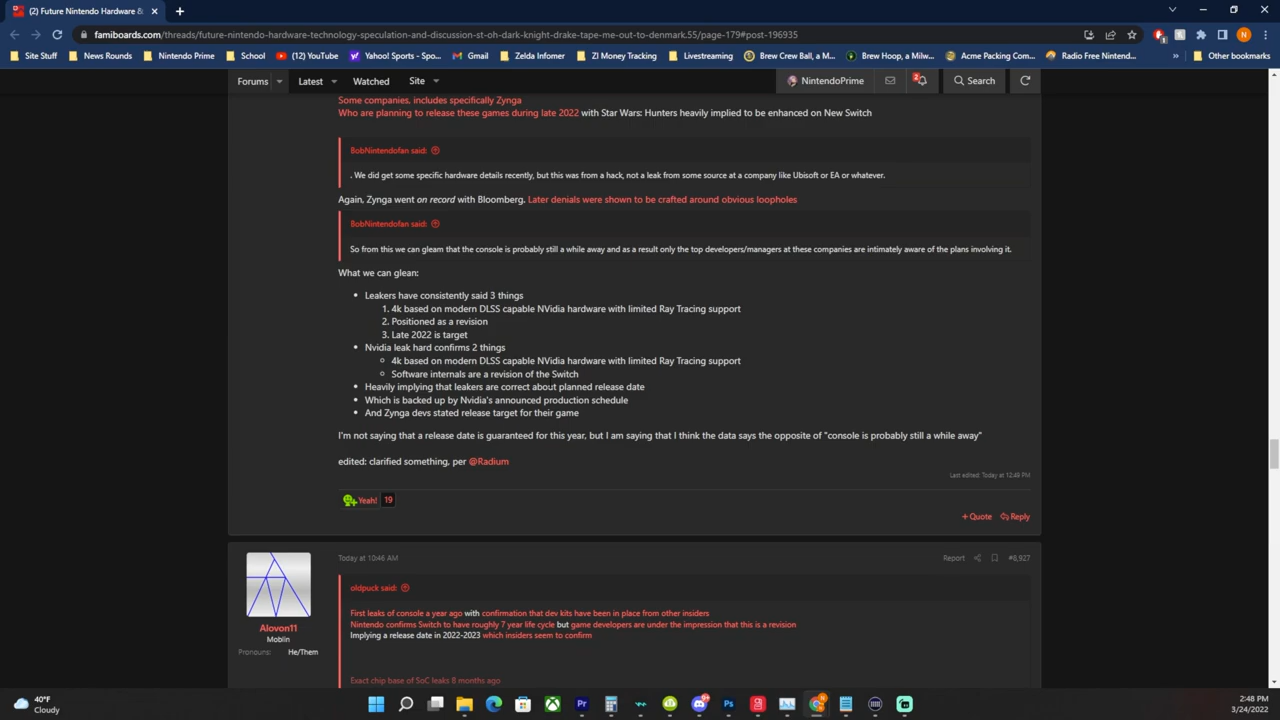 (2) Future Nintendo Hardware &
famiboards.com/threads/future-nintendo-hardware-technology-speculation-and-discussion-st-oh-dark-knight-drake-tape-me-out-to-denmark.55/page-179#post-196935
Site Stuff News Rounds Nintendo Prime School (12) YouTube Yahoo! Sports - Spo... Gmail Zelda Infomer ZI Money Tracking Livestreaming Brew Crew Ball, a M... Brew Hoop, a Milw... Acme Packing Com... Radio Free Nintend... » Other bookmarks
Forums Latest Watched Site NintendoPrime 2 Search
Some companies, includes specifically Zynga
Who are planning to release these games during late 2022 with Star Wars: Hunters heavily implied to be enhanced on New Switch
BobNintendofan said:
. We did get some specific hardware details recently, but this was from a hack, not a leak from some source at a company like Ubisoft or EA or whatever.
Again, Zynga went on record with Bloomberg. Later denials were shown to be crafted around obvious loopholes
BobNintendofan said:
So from this we can gleam that the console is probably still a while away and as a result only the top developers/managers at these companies are intimately aware of the plans involving it.
What we can glean:
• Leakers have consistently said 3 things
1. 4k based on modern DLSS capable NVidia hardware with limited Ray Tracing support
2. Positioned as a revision
3. Late 2022 is target
• Nvidia leak hard confirms 2 things
○ 4k based on modern DLSS capable NVidia hardware with limited Ray Tracing support
○ Software internals are a revision of the Switch
• Heavily implying that leakers are correct about planned release date
• Which is backed up by Nvidia's announced production schedule
• And Zynga devs stated release target for their game
I'm not saying that a release date is guaranteed for this year, but I am saying that I think the data says the opposite of "console is probably still a while away"
edited: clarified something, per @Radium
Last edited: Today at 12:49 PM
Yeah! 19
+ Quote Reply
Today at 10:46 AM Report #8,927
oldpuck said:
First leaks of console a year ago with confirmation that dev kits have been in place from other insiders
Nintendo confirms Switch to have roughly 7 year life cycle but game developers are under the impression that this is a revision
Implying a release date in 2022-2023 which insiders seem to confirm
Exact chip base of SoC leaks 8 months ago
Alovon11
Moblin
Pronouns: He/Them
40°F
Cloudy
2:48 PM
3/24/2022